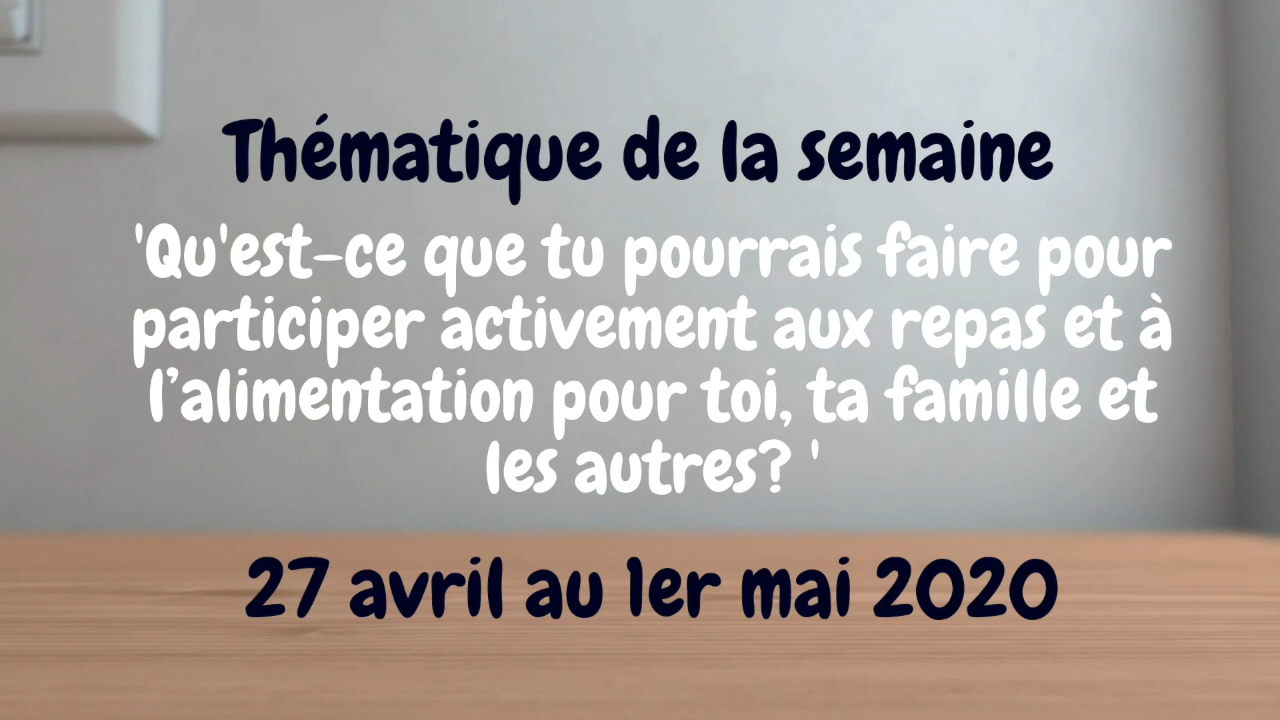 Thématique de la semaine
'Qu'est-ce que tu pourrais faire pour
participer activement aux repas et à
l’alimentation pour toi, ta famille et
les autres? '
27 avril au 1er mai 2020